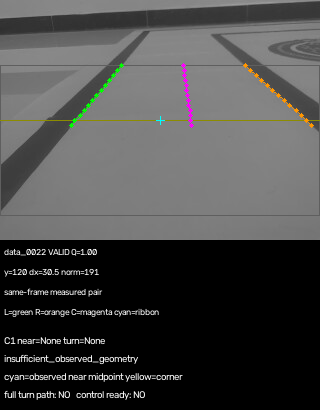 data_0022 VALID Q=1.00
y=120 dx=30.5 norm=191
same-frame measured pair
L=green R=orange C=magenta cyan=ribbon
C1 near=None turn=None
insufficient_observed_geometry
cyan=observed near midpoint yellow=corner
full turn path: NO control ready: NO